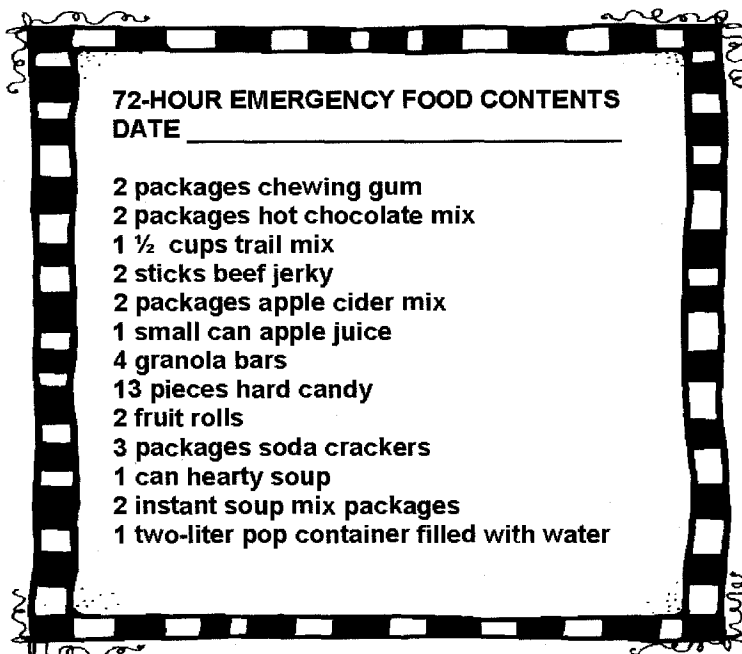 72-HOUR EMERGENCY FOOD CONTENTS
DATE ________________________________
2 packages chewing gum
2 packages hot chocolate mix
1 ½ cups trail mix
2 sticks beef jerky
2 packages apple cider mix
1 small can apple juice
4 granola bars
13 pieces hard candy
2 fruit rolls
3 packages soda crackers
1 can hearty soup
2 instant soup mix packages
1 two-liter pop container filled with water